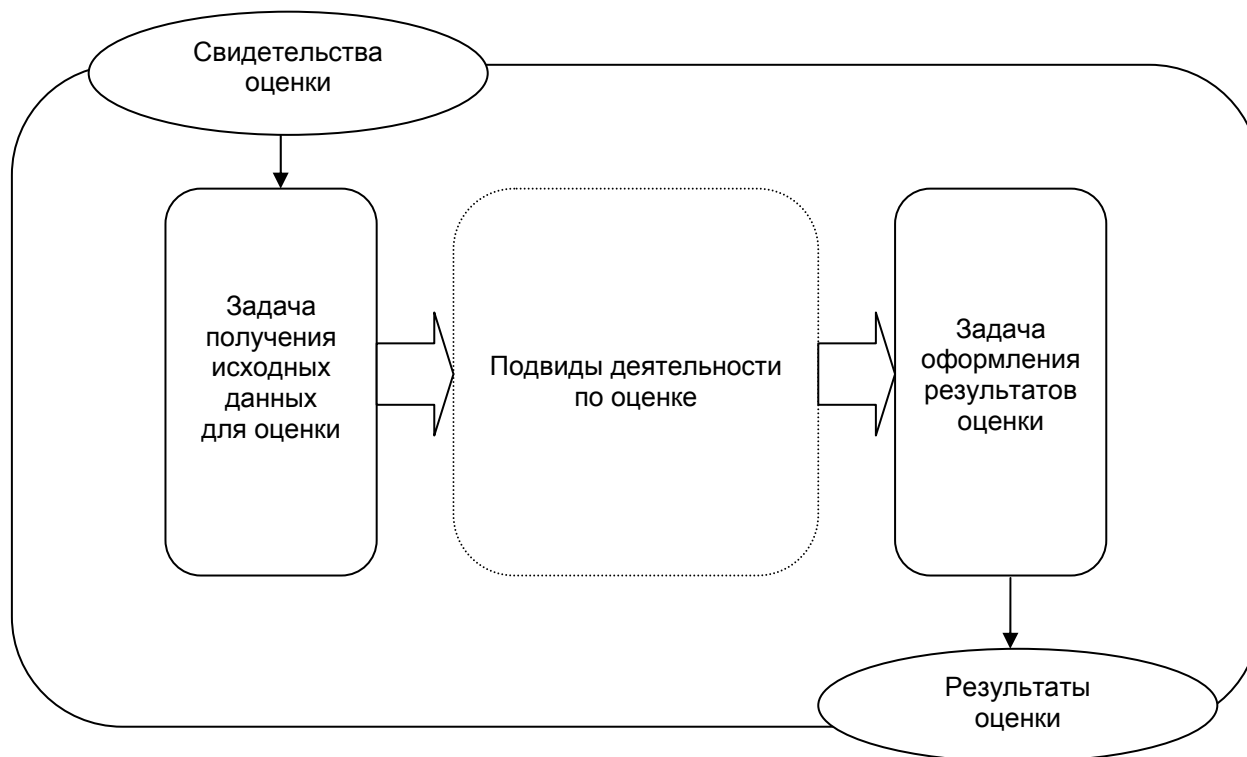 Свидетельства
оценки
Задача
получения
исходных
данных
для оценки
Подвиды деятельности
по оценке
Задача
оформления
результатов
оценки
Результаты
оценки